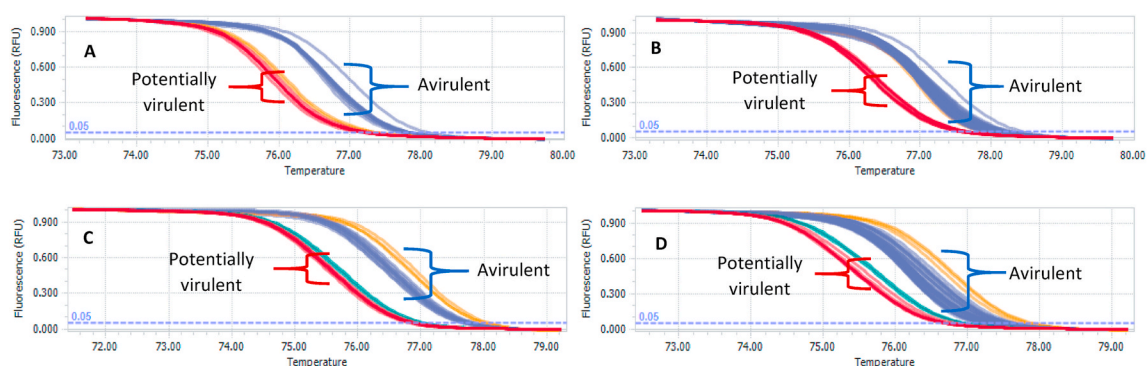 A
Fluorescence (RFU)
0.900
0.600
0.300
0.000
0.05
Potentially
virulent
Avirulent
73.00 74.00 75.00 76.00 77.00 78.00 79.00 80.00
Temperature
B
Fluorescence (RFU)
0.900
0.600
0.300
0.000
0.05
Potentially
virulent
Avirulent
73.00 74.00 75.00 76.00 77.00 78.00 79.00 80.00
Temperature
C
Fluorescence (RFU)
0.900
0.600
0.300
0.000
0.05
Potentially
virulent
Avirulent
72.00 73.00 74.00 75.00 76.00 77.00 78.00 79.00
Temperature
D
Fluorescence (RFU)
0.900
0.600
0.300
0.000
0.05
Potentially
virulent
Avirulent
73.00 74.00 75.00 76.00 77.00 78.00 79.00
Temperature